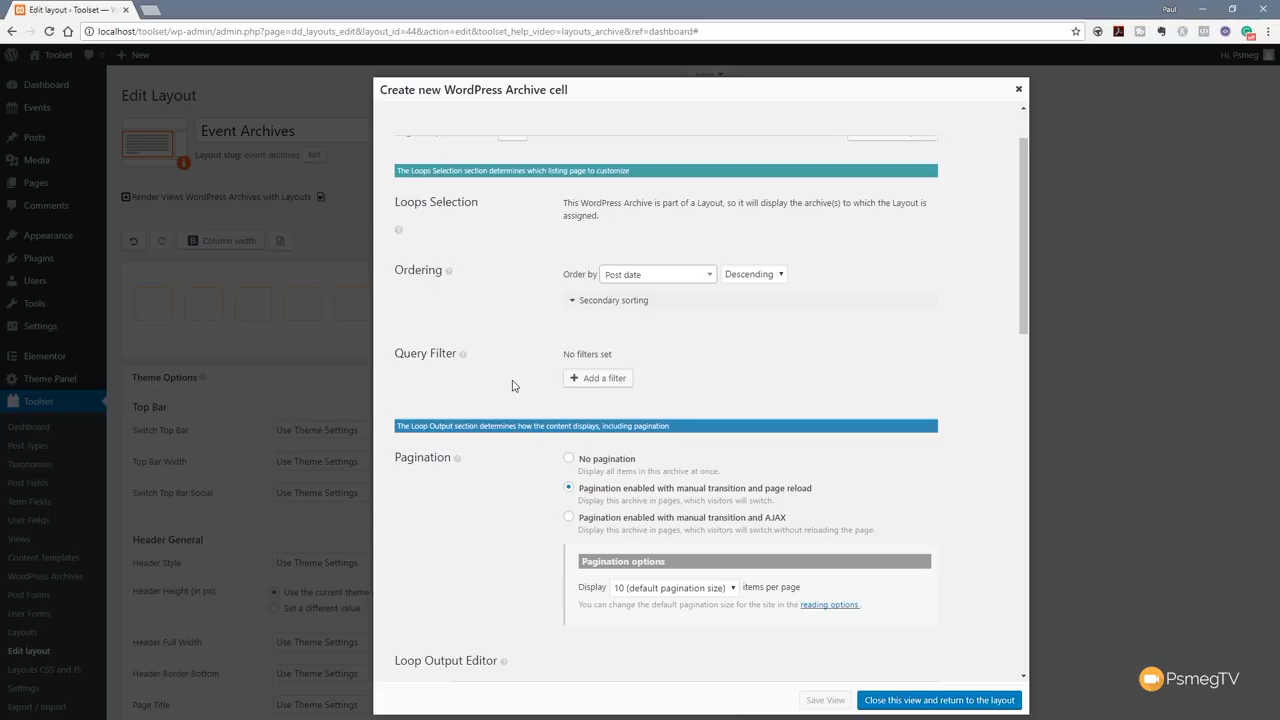 Edit layout ‹ Toolset — W
Paul
localhost/toolset/wp-admin/admin.php?page=dd_layouts_edit&layout_id=44&action=edit&toolset_help_video=layouts_archive&ref=dashboard#
Toolset
0
New
Hi, Psmeg
Dashboard
Events
Posts
Media
Pages
Comments
Appearance
Plugins
Users
Tools
Settings
Elementor
Theme Panel
Toolset
Dashboard
Post Types
Taxonomies
Post Fields
Term Fields
User Fields
Views
Content Templates
WordPress Archives
Post Forms
User Forms
Layouts
Edit layout
Layouts CSS and JS
Settings
Export / Import
Edit Layout
Event Archives
Layout slug: event-archives
Edit
Render Views WordPress Archives with Layouts
Column width
Theme Options
Top Bar
Switch Top Bar
Use Theme Settings
Top Bar Width
Use Theme Settings
Switch Top Bar Social
Use Theme Settings
Header General
Header Style
Use Theme Settings
Header Height (in px):
Use the current theme
Set a different value
Header Full Width
Use Theme Settings
Header Border Bottom
Use Theme Settings
Page Title
Use Theme Settings
Create new WordPress Archive cell
The Loops Selection section determines which listing page to customize
Loops Selection
This WordPress Archive is part of a Layout, so it will display the archive(s) to which the Layout is
assigned.
Ordering
Order by
Post date
Descending
Secondary sorting
Query Filter
No filters set
Add a filter
The Loop Output section determines how the content displays, including pagination
Pagination
No pagination
Display all items in this archive at once.
Pagination enabled with manual transition and page reload
Display this archive in pages, which visitors will switch.
Pagination enabled with manual transition and AJAX
Display this archive in pages, which visitors will switch without reloading the page.
Pagination options
Display 10 (default pagination size) items per page
You can change the default pagination size for the site in the reading options .
Loop Output Editor
Save View
Close this view and return to the layout
PsmegTV